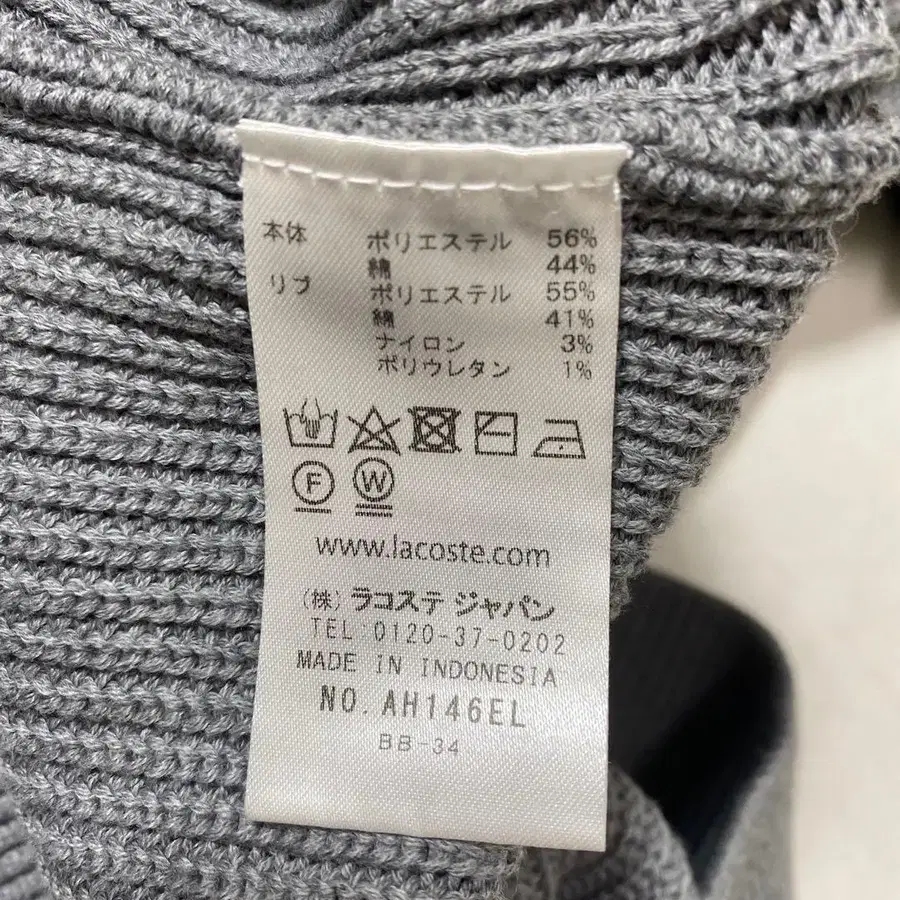 本体 ポリエステル 56%
綿 44%
リブ ポリエステル 55%
綿 41%
ナイロン 3%
ポリウレタン 1%
F W
www.lacoste.com
(株) ラコステ ジャパン
TEL:0120-37-0202
MADE IN INDONESIA
NO. AH146EL
BB-34